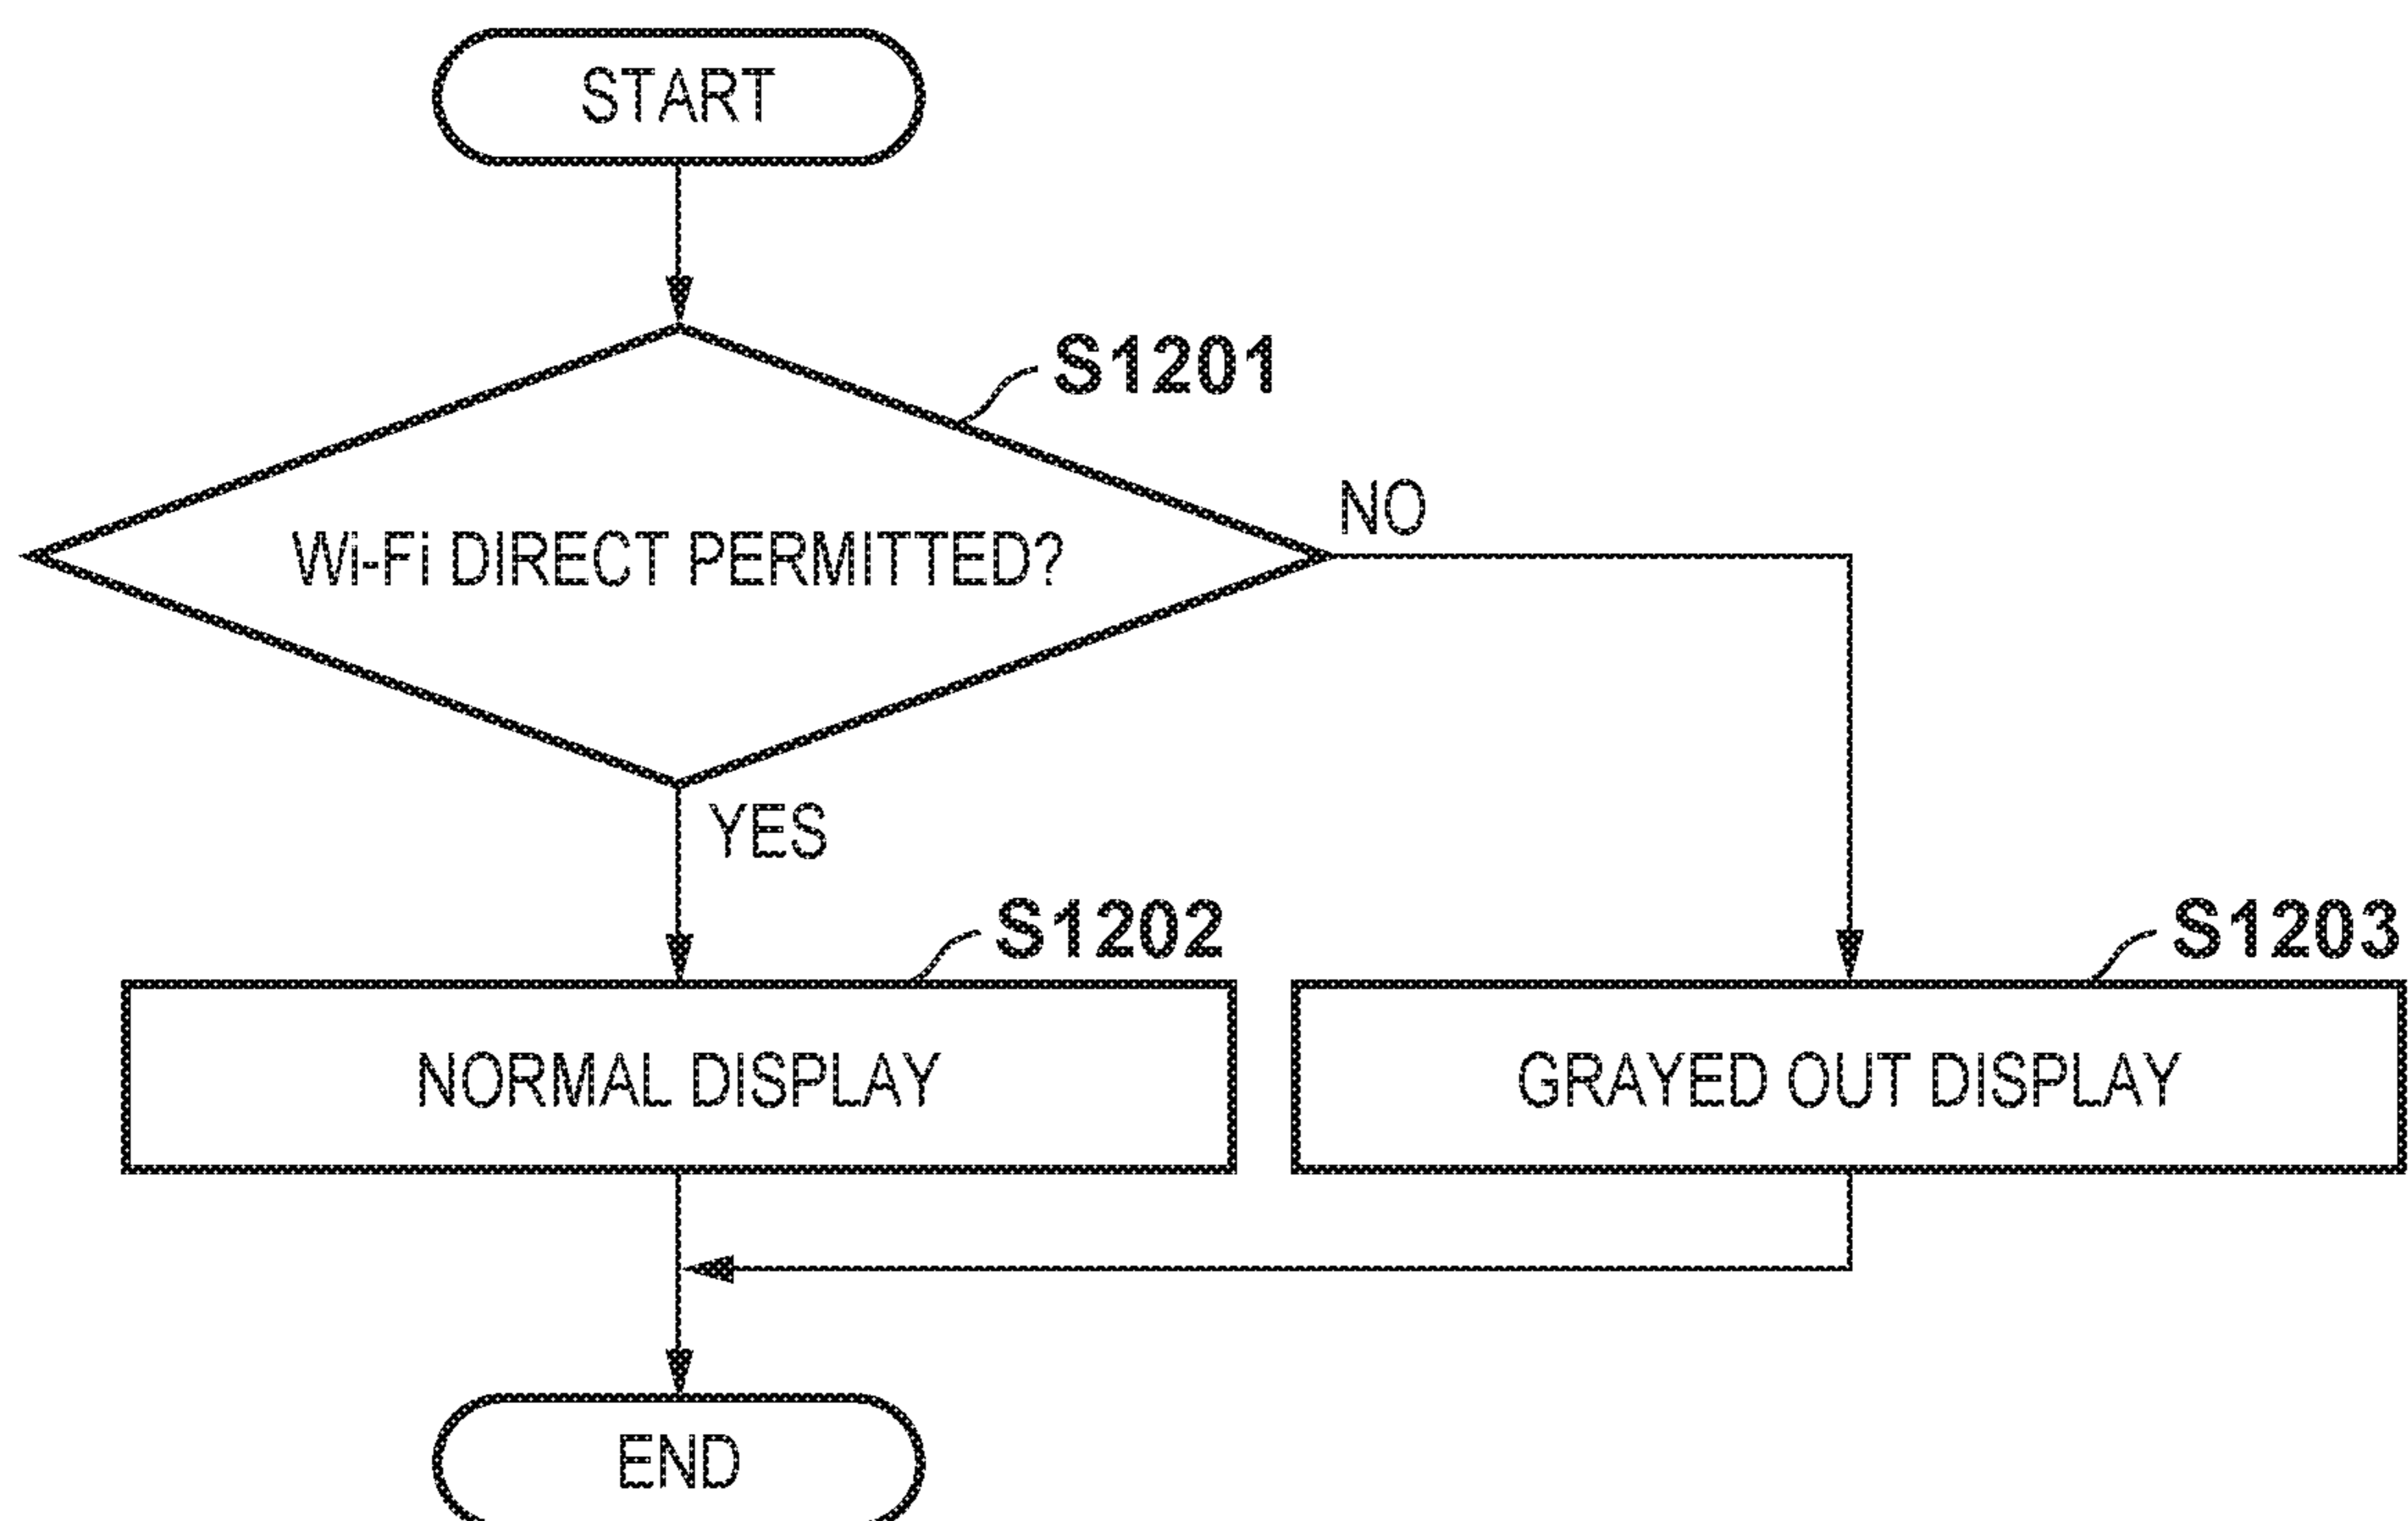 START
S1201
Wi-Fi DIRECT PERMITTED?
NO
YES
S1202
S1203
NORMAL DISPLAY
GRAYED OUT DISPLAY
END